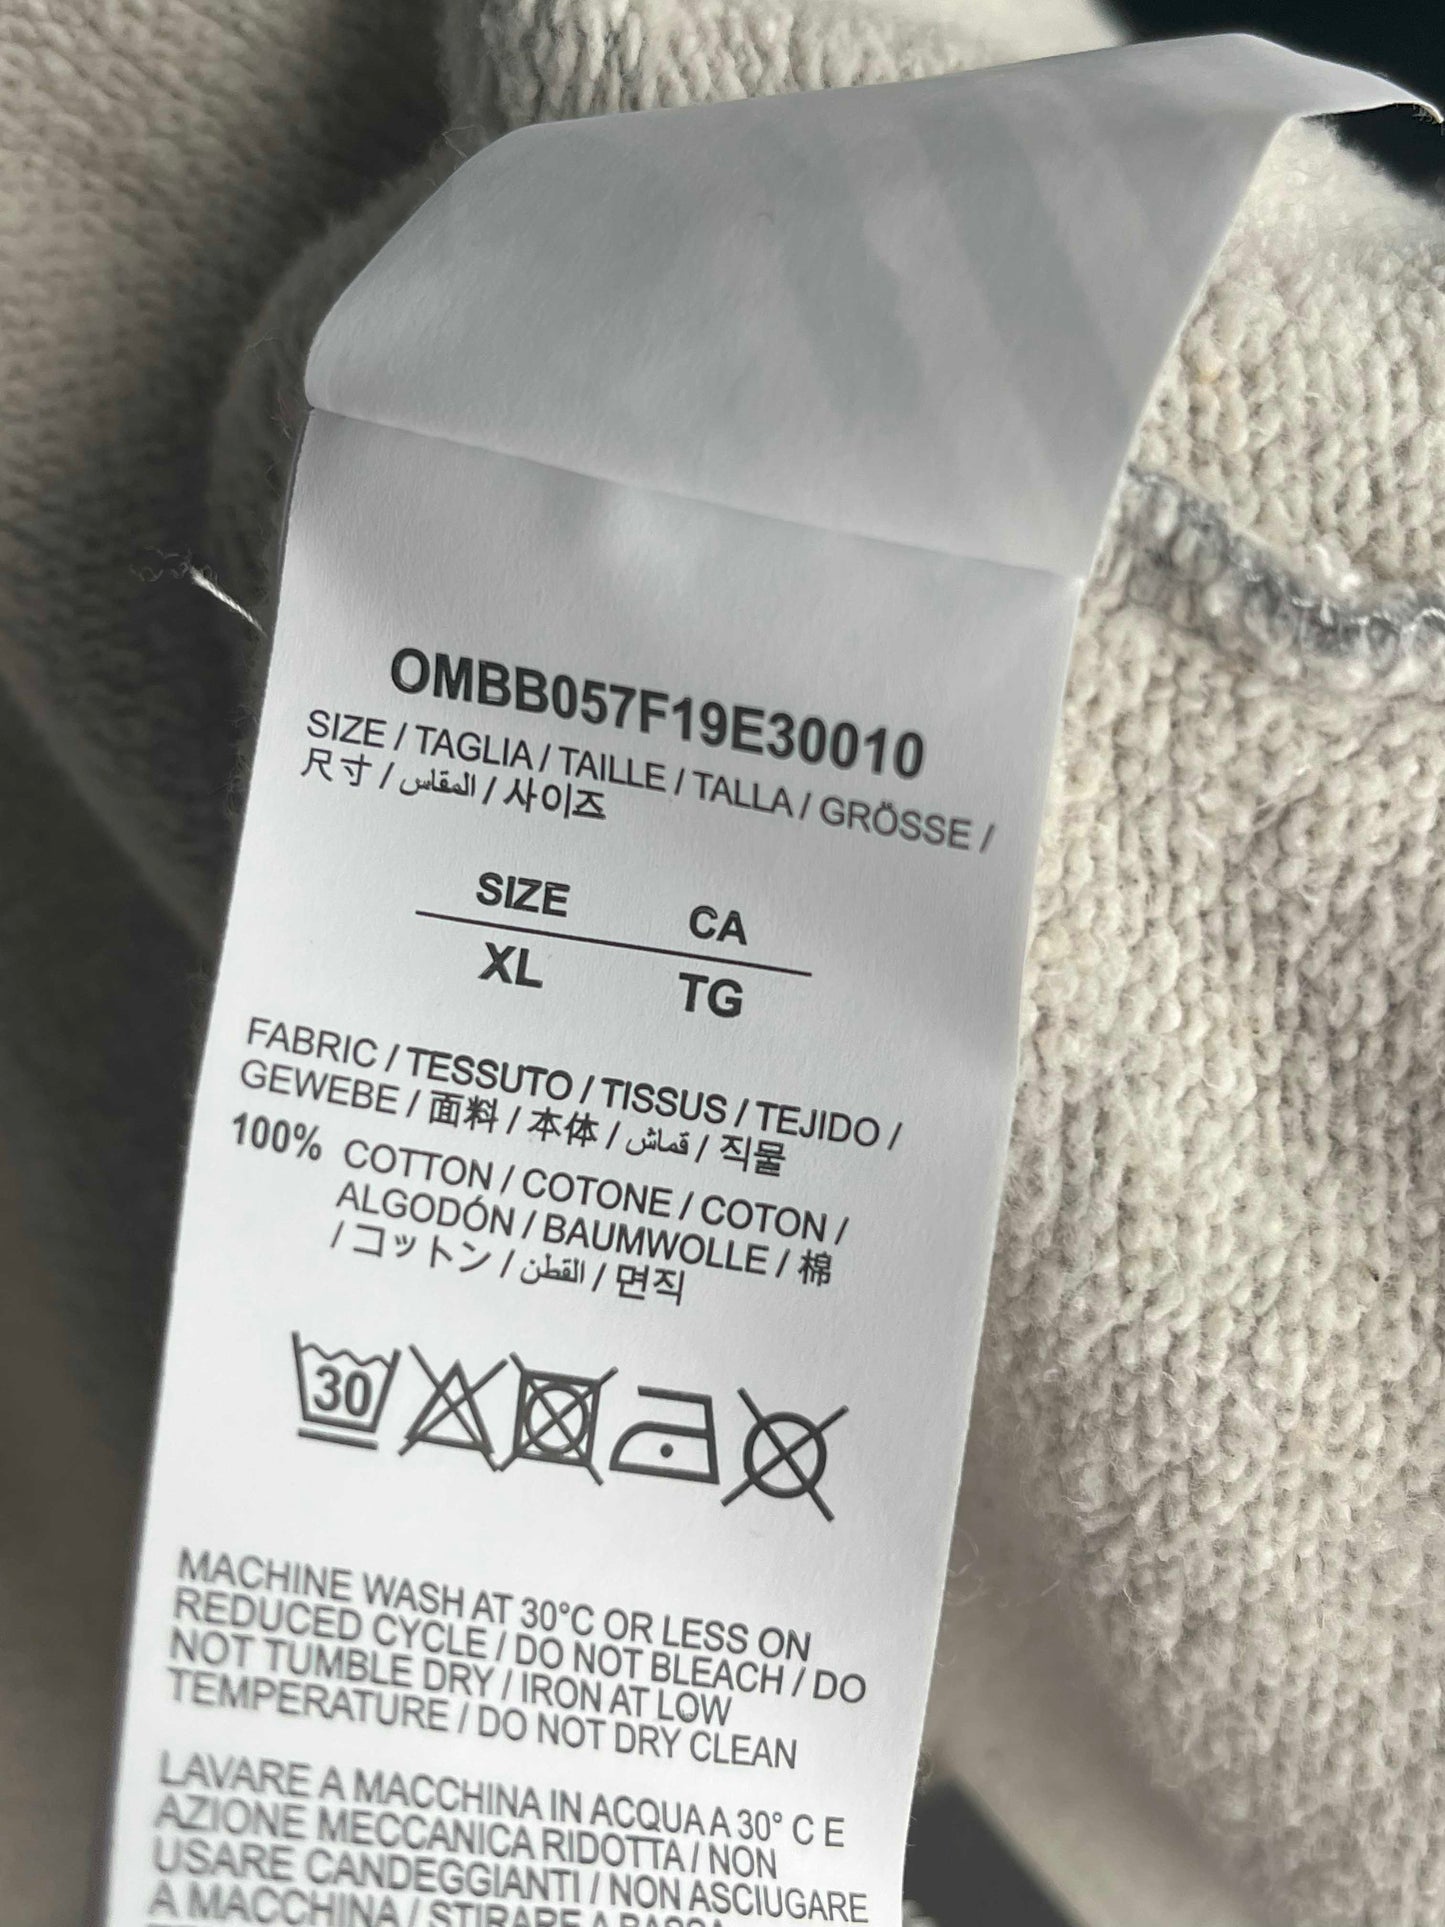 OMBB057F19E30010
SIZE / TAGLIA / TAILLE / TALLA / GRÖSSE /
尺寸 / المقاس / 사이즈
SIZE CA
XL TG
FABRIC / TESSUTO / TISSUS / TEJIDO /
GEWEBE / 面料 / 本体 / قماش / 직물
100% COTTON / COTONE / COTON /
ALGODÓN / BAUMWOLLE / 棉
/ コットン / القطن / 면직
30
MACHINE WASH AT 30°C OR LESS ON
REDUCED CYCLE / DO NOT BLEACH / DO
NOT TUMBLE DRY / IRON AT LOW
TEMPERATURE / DO NOT DRY CLEAN
LAVARE A MACCHINA IN ACQUA A 30° C E
AZIONE MECCANICA RIDOTTA / NON
USARE CANDEGGIANTI / NON ASCIUGARE
A MACCHINA / STIRARE A BASSA